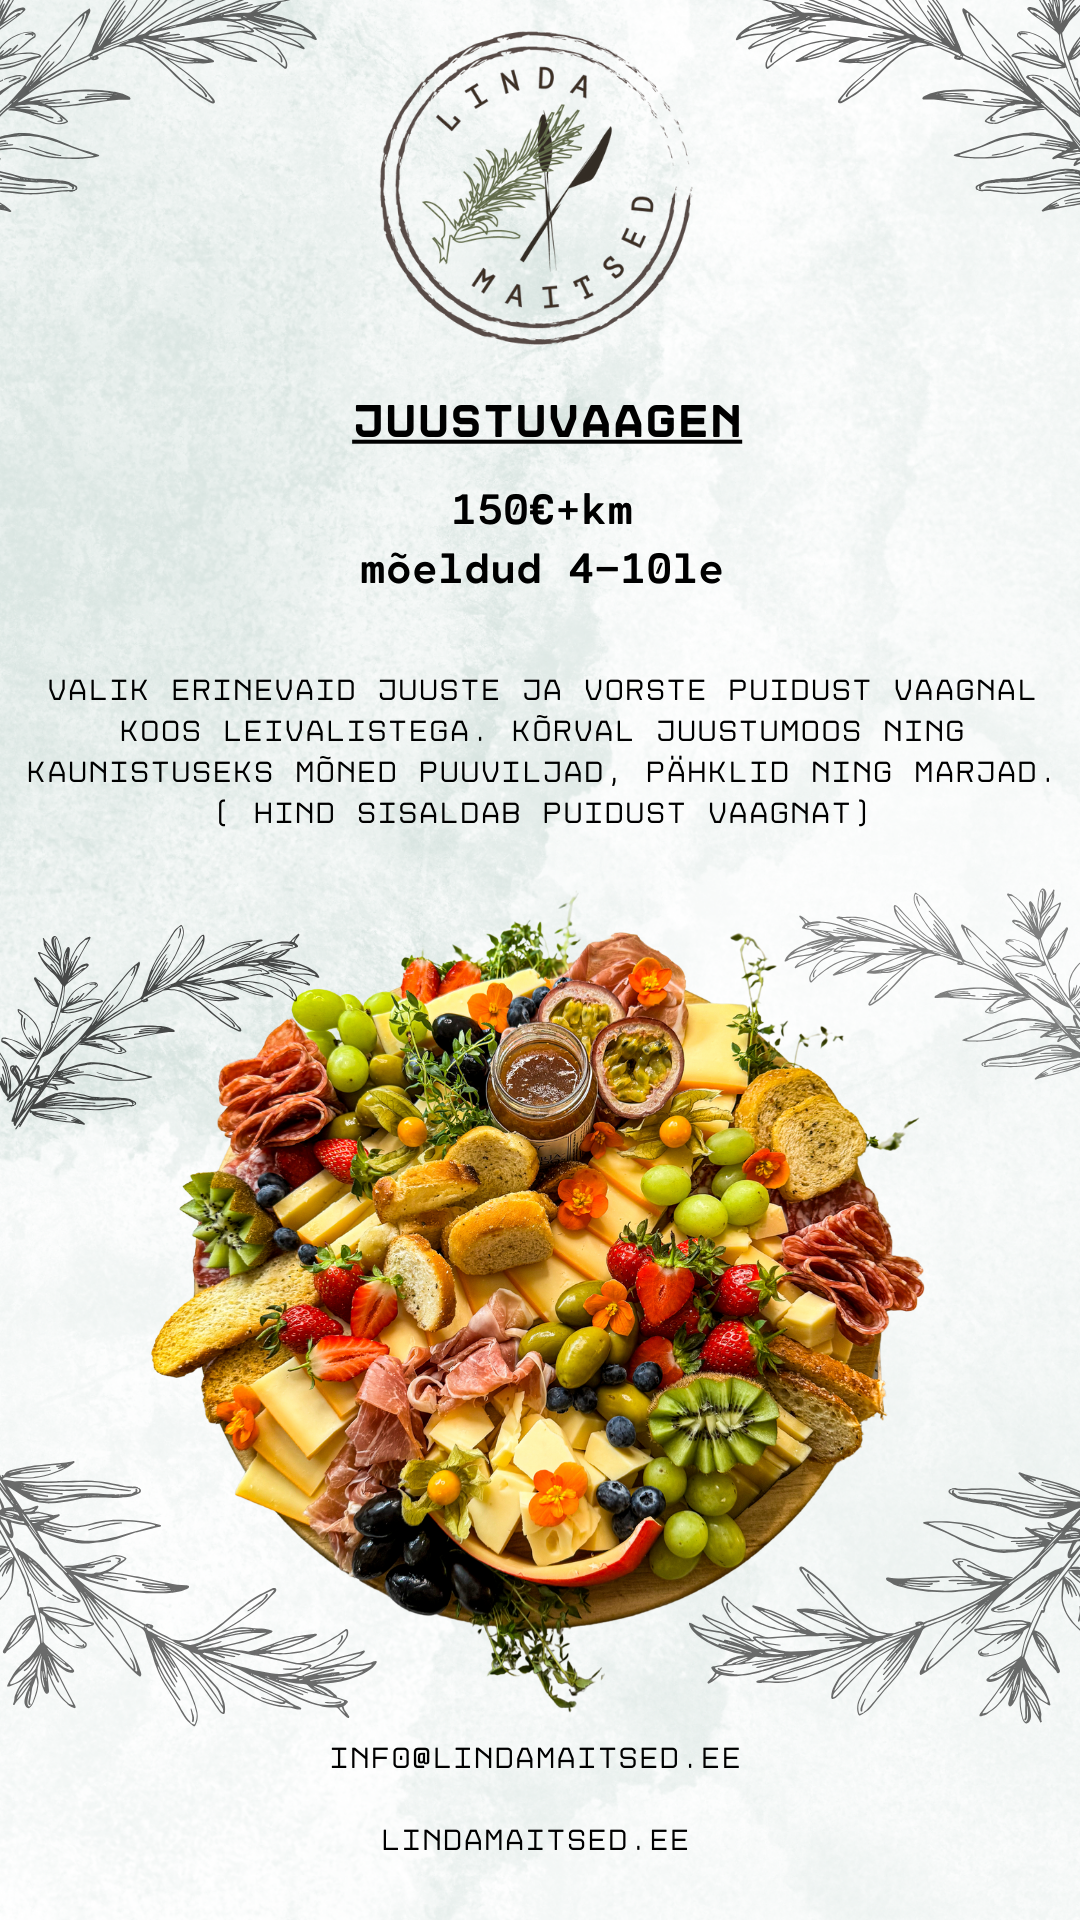 LINDA
MAITSED
JUUSTUVAAGEN
150€+km
mõeldud 4-10le
VALIK ERINEVAID JUUSTE JA VORSTE PUIDUST VAAGNAL
KOOS LEIVALISTEGA. KÕRVAL JUUSTUMOOS NING
KAUNISTUSEKS MÕNED PUUVILJAD, PÄHKLID NING MARJAD.
( HIND SISALDAB PUIDUST VAAGNAT)
INFO@LINDAMAITSED.EE
LINDAMAITSED.EE